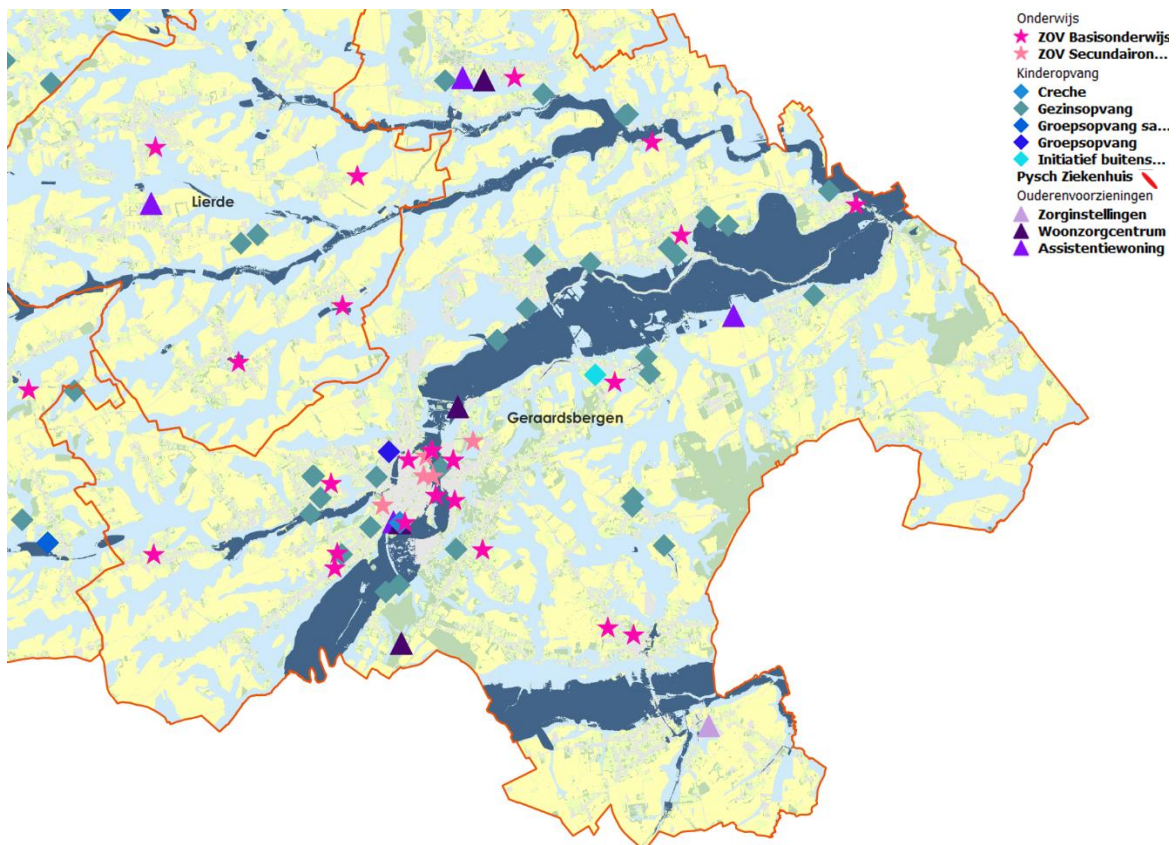 Onderwijs
ZOV Basisonderwijs
ZOV Secundairon...
Kinderopvang
Creche
Gezinsopvang
Groepsopvang sa...
Groepsopvang
Initiatief buitens...
Pysch Ziekenhuis
Ouderenvoorzieningen
Zorginstellingen
Woonzorgcentrum
Assistentiewoning
Lierde
Geraardsbergen